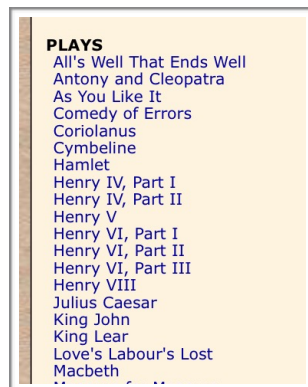 PLAYS
All's Well That Ends Well
Antony and Cleopatra
As You Like It
Comedy of Errors
Coriolanus
Cymbeline
Hamlet
Henry IV, Part I
Henry IV, Part II
Henry V
Henry VI, Part I
Henry VI, Part II
Henry VI, Part III
Henry VIII
Julius Caesar
King John
King Lear
Love's Labour's Lost
Macbeth